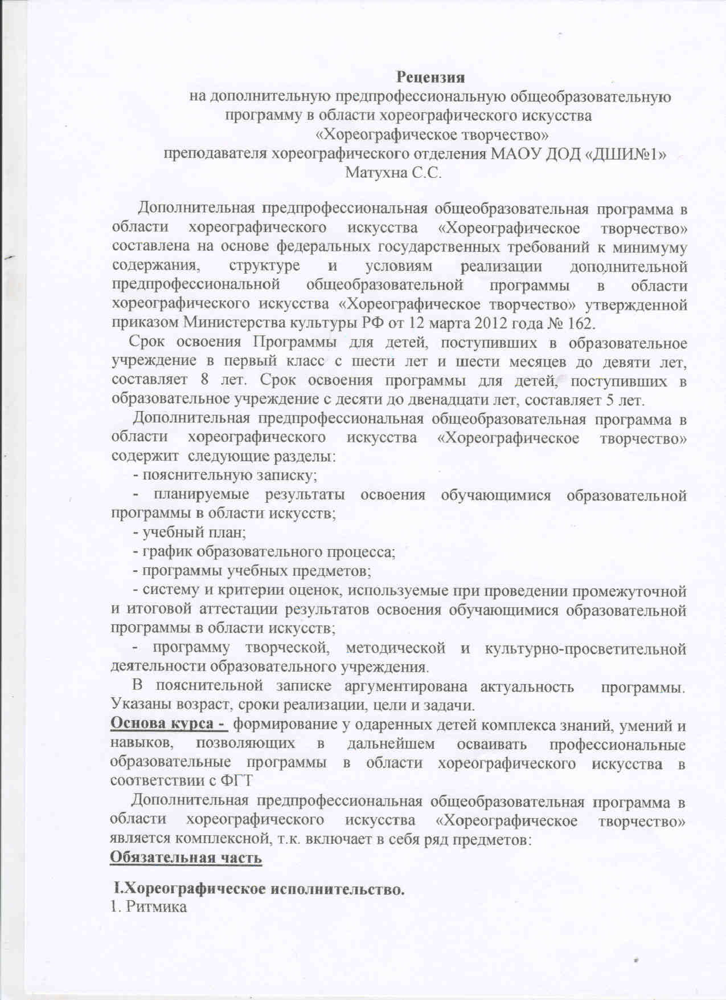 Рецензия
на дополнительную предпрофессиональную общеобразовательную
программу в области хореографического искусства
«Хореографическое творчество»
преподавателя хореографического отделения МАОУ ДОД «ДШИ№1»
Матухна С.С.
Дополнительная предпрофессиональная общеобразовательная программа в
области хореографического искусства «Хореографическое творчество»
составлена на основе федеральных государственных требований к минимуму
содержания, структуре и условиям реализации дополнительной
предпрофессиональной общеобразовательной программы в области
хореографического искусства «Хореографическое творчество» утвержденной
приказом Министерства культуры РФ от 12 марта 2012 года № 162.
Срок освоения Программы для детей, поступивших в образовательное
учреждение в первый класс с шести лет и шести месяцев до девяти лет,
составляет 8 лет. Срок освоения программы для детей, поступивших в
образовательное учреждение с десяти до двенадцати лет, составляет 5 лет.
Дополнительная предпрофессиональная общеобразовательная программа в
области хореографического искусства «Хореографическое творчество»
содержит следующие разделы:
- пояснительную записку;
- планируемые результаты освоения обучающимися образовательной
программы в области искусств;
- учебный план;
- график образовательного процесса;
- программы учебных предметов;
- систему и критерии оценок, используемые при проведении промежуточной
и итоговой аттестации результатов освоения обучающимися образовательной
программы в области искусств;
- программу творческой, методической и культурно-просветительной
деятельности образовательного учреждения.
В пояснительной записке аргументирована актуальность программы.
Указаны возраст, сроки реализации, цели и задачи.
Основа курса - формирование у одаренных детей комплекса знаний, умений и
навыков, позволяющих в дальнейшем осваивать профессиональные
образовательные программы в области хореографического искусства в
соответствии с ФГТ
Дополнительная предпрофессиональная общеобразовательная программа в
области хореографического искусства «Хореографическое творчество»
является комплексной, т.к. включает в себя ряд предметов:
Обязательная часть
I.Хореографическое исполнительство.
1. Ритмика